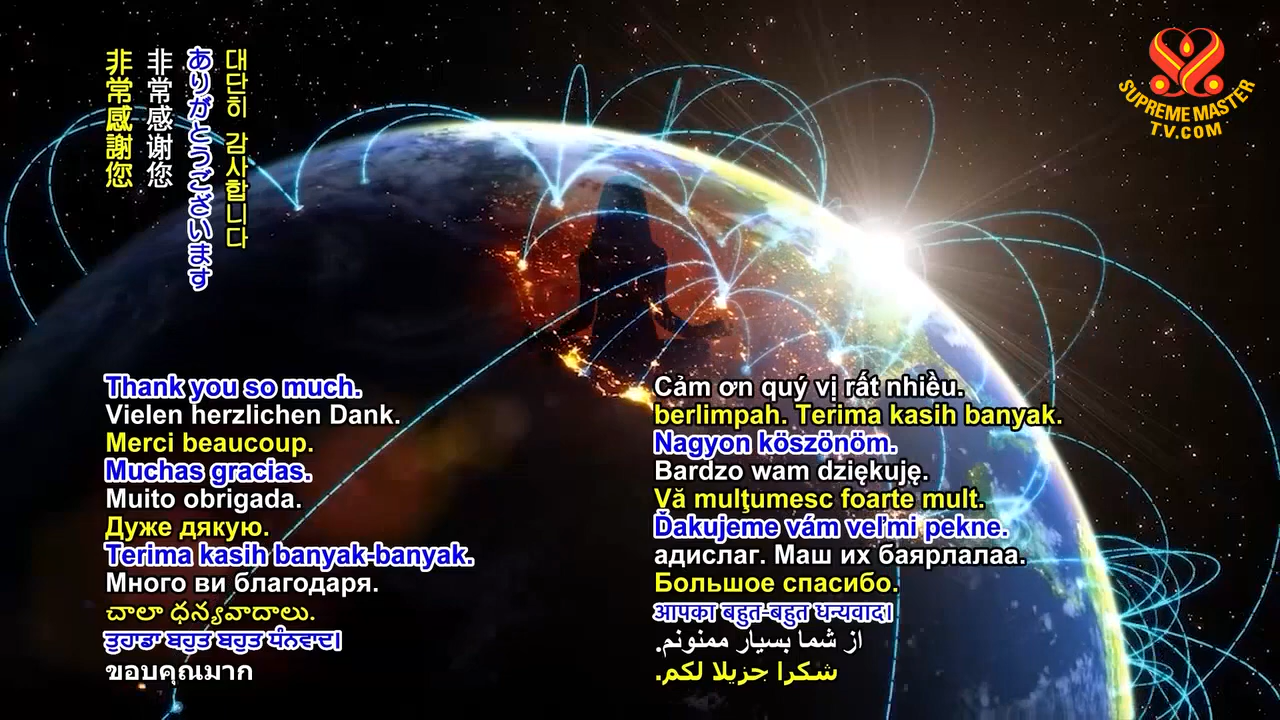 非常感謝您
非常感谢您
ありがとうございます
대단히 감사합니다
SUPREME MASTER
TV.COM
Thank you so much.
Vielen herzlichen Dank.
Merci beaucoup.
Muchas gracias.
Muito obrigada.
Дуже дякую.
Terima kasih banyak-banyak.
Много ви благодаря.
చాలా ధన్యవాదాలు.
ਤੁਹਾਡਾ ਬਹੁਤ ਬਹੁਤ ਧੰਨਵਾਦ।
ขอบคุณมาก
Cảm ơn quý vị rất nhiều.
berlimpah. Terima kasih banyak.
Nagyon köszönöm.
Bardzo wam dziękuję.
Vă mulţumesc foarte mult.
Ďakujeme vám veľmi pekne.
адислаг. Маш их баярлалаа.
Большое спасибо.
आपका बहुत-बहुत धन्यवाद।
از شما بسیار ممنونم.
شكرا جزيلا لكم.